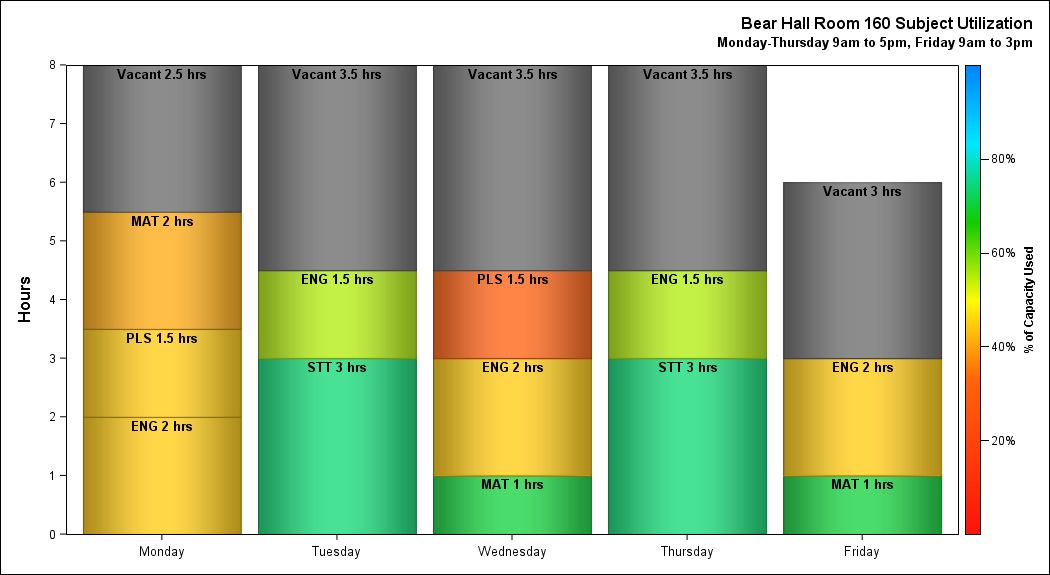 Bear Hall Room 160 Subject Utilization
Monday-Thursday 9am to 5pm, Friday 9am to 3pm
Hours
8
7
6
5
4
3
2
1
0
Vacant 2.5 hrs
MAT 2 hrs
PLS 1.5 hrs
ENG 2 hrs
Vacant 3.5 hrs
ENG 1.5 hrs
STT 3 hrs
Vacant 3.5 hrs
PLS 1.5 hrs
ENG 2 hrs
MAT 1 hrs
Vacant 3.5 hrs
ENG 1.5 hrs
STT 3 hrs
Vacant 3 hrs
ENG 2 hrs
MAT 1 hrs
Monday
Tuesday
Wednesday
Thursday
Friday
80%
60%
40%
20%
% of Capacity Used